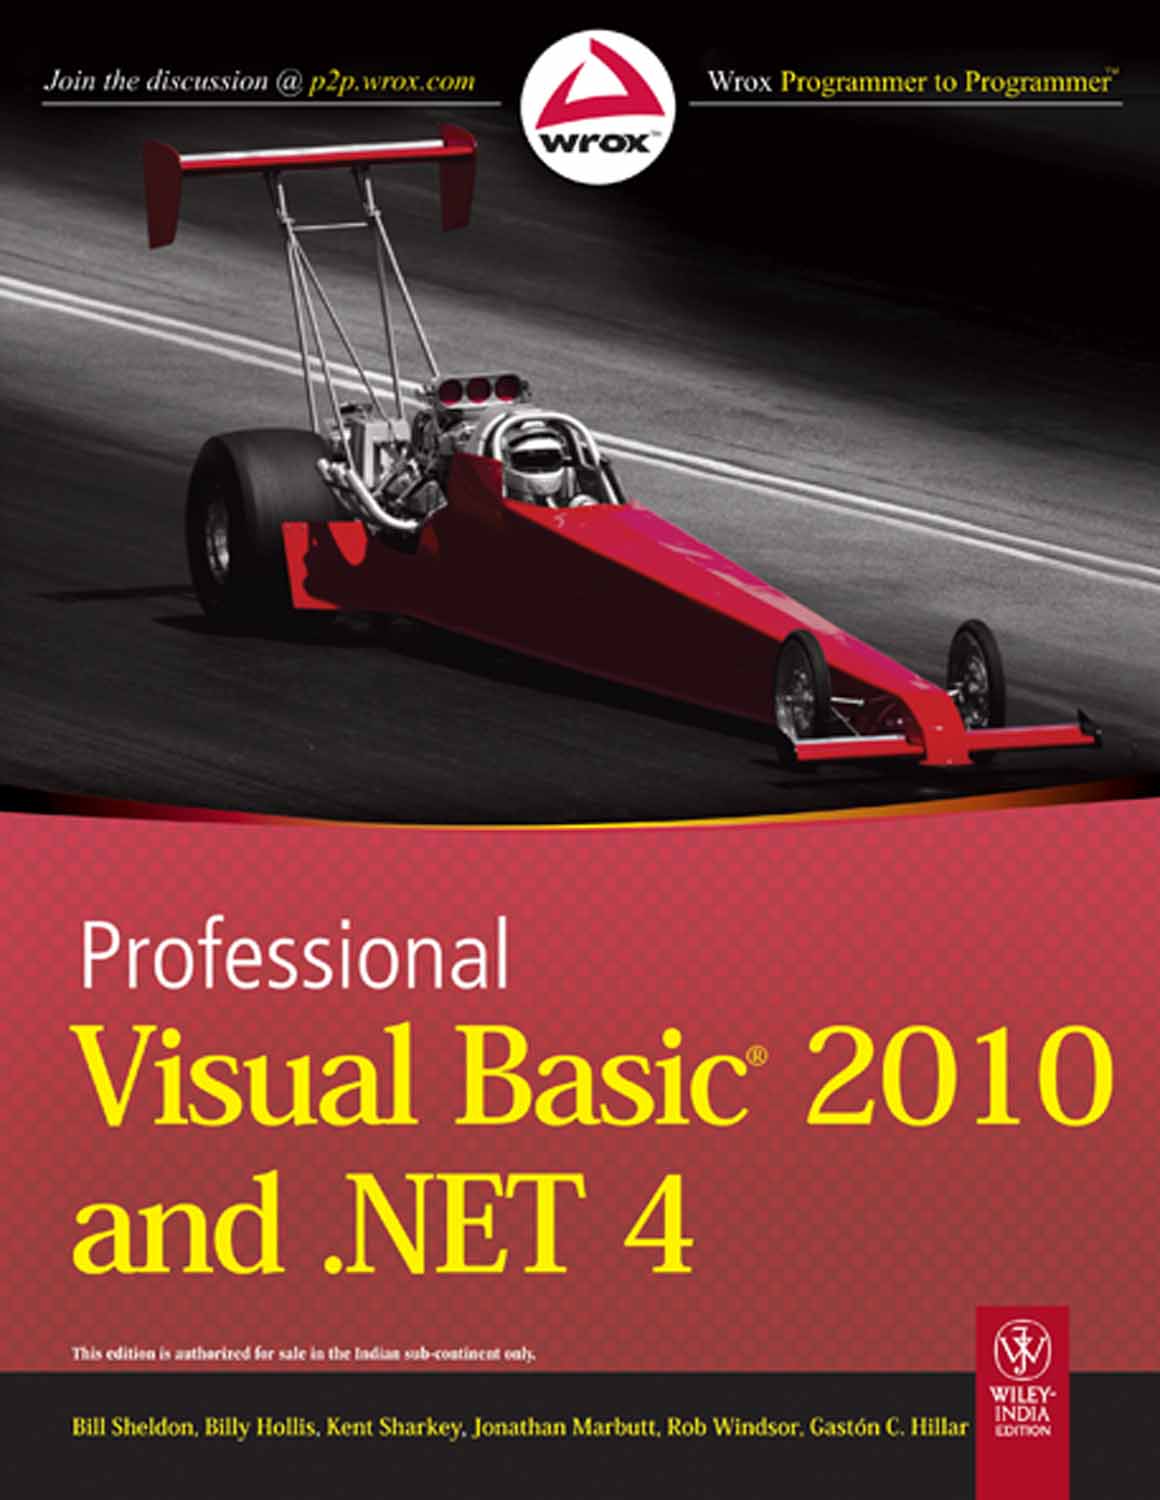 Join the discussion @ p2p.wrox.com
wrox™
Wrox Programmer to Programmer™
Professional
Visual Basic® 2010
and .NET 4
This edition is authorized for sale in the Indian sub-continent only.
Bill Sheldon, Billy Hollis, Kent Sharkey, Jonathan Marbutt, Rob Windsor, Gastón C. Hillar
WILEY-
INDIA
EDITION